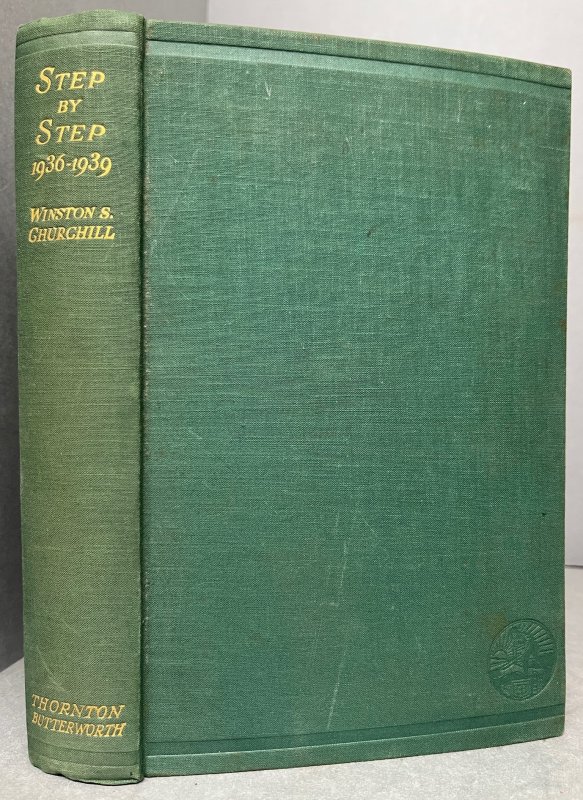 STEP
BY
STEP
1936-1939
WINSTON S.
CHURCHILL
THORNTON
BUTTERWORTH